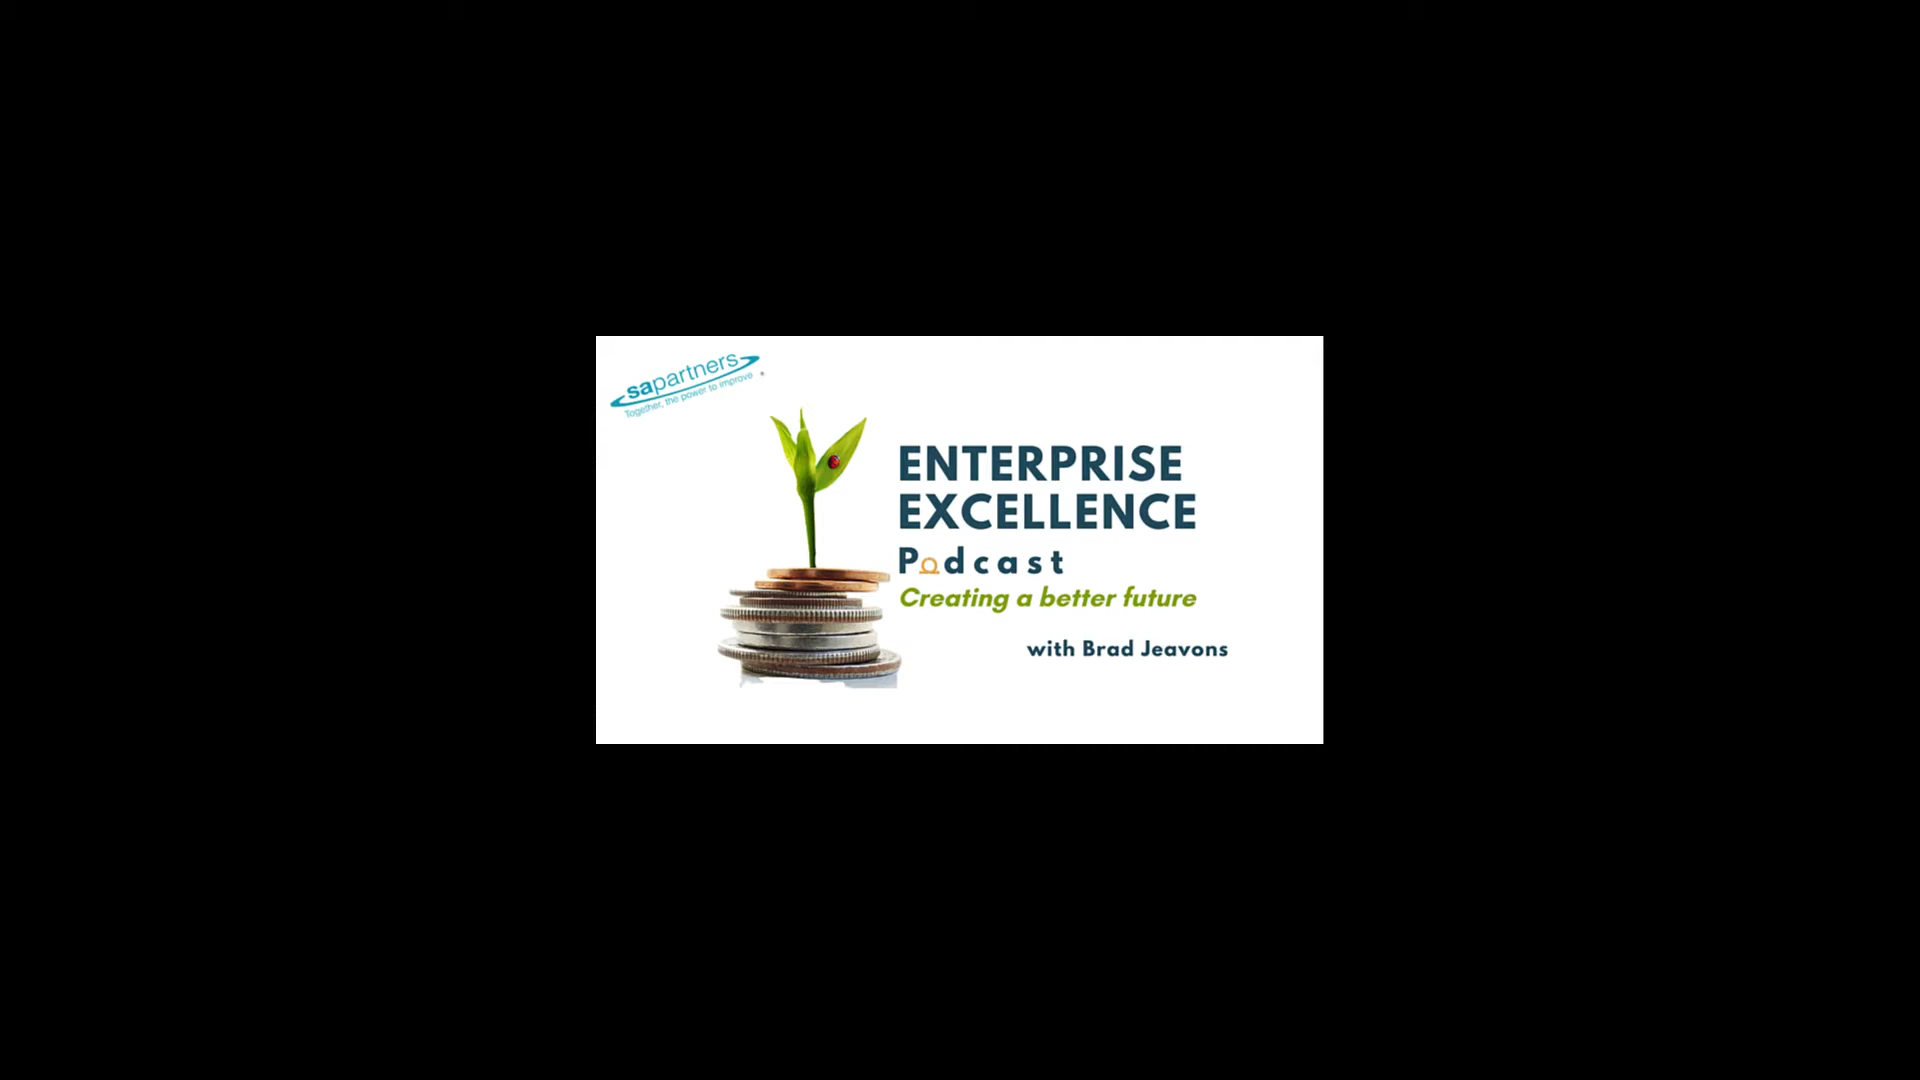 sapartners
Together, the power to improve
ENTERPRISE
EXCELLENCE
Podcast
Creating a better future
with Brad Jeavons